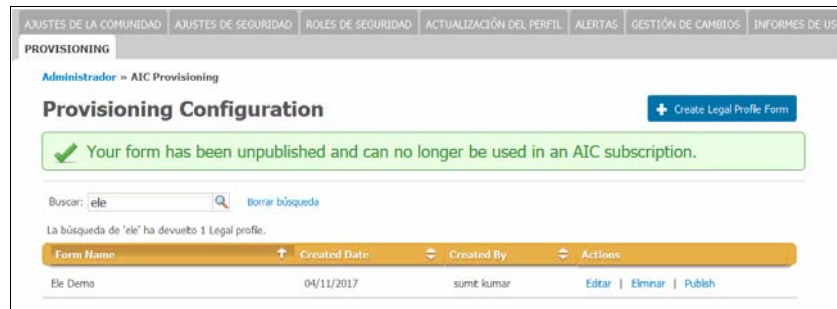 AJUSTES DE LA COMUNIDAD AJUSTES DE SEGURIDAD ROLES DE SEGURIDAD ACTUALIZACIÓN DEL PERFIL ALERTAS GESTIÓN DE CAMBIOS INFORMES DE US
PROVISIONING
Administrador » AIC Provisioning
Provisioning Configuration
Create Legal Profile Form
Your form has been unpublished and can no longer be used in an AIC subscription.
Buscar: ele Borrar búsqueda
La búsqueda de 'ele' ha devuelto 1 Legal profile.
Form Name Created Date Created By Actions
Ele Demo 04/11/2017 sumit kumar Editar | Eliminar | Publish